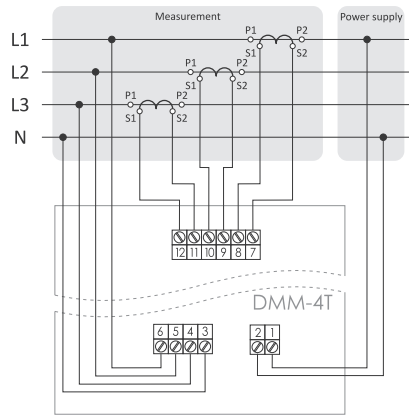 Measurement
Power supply
L1
P1
P2
S1
S2
L2
P1
P2
S1
S2
L3
P1
P2
S1
S2
N
12 11 10 9 8 7
DMM-4T
6 5 4 3
2 1